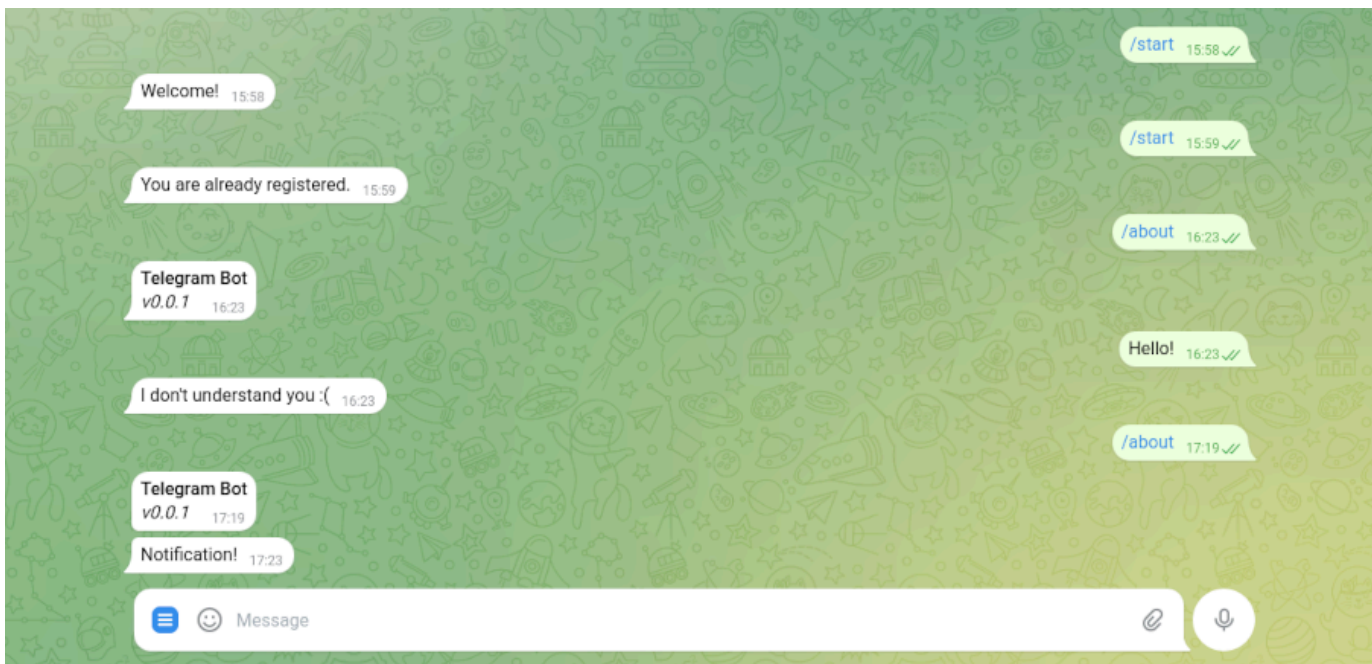 /start 15:58
Welcome! 15:58
/start 15:59
You are already registered. 15:59
/about 16:23
Telegram Bot
v0.0.1 16:23
Hello! 16:23
I don't understand you :( 16:23
/about 17:19
Telegram Bot
v0.0.1 17:19
Notification! 17:23
Message